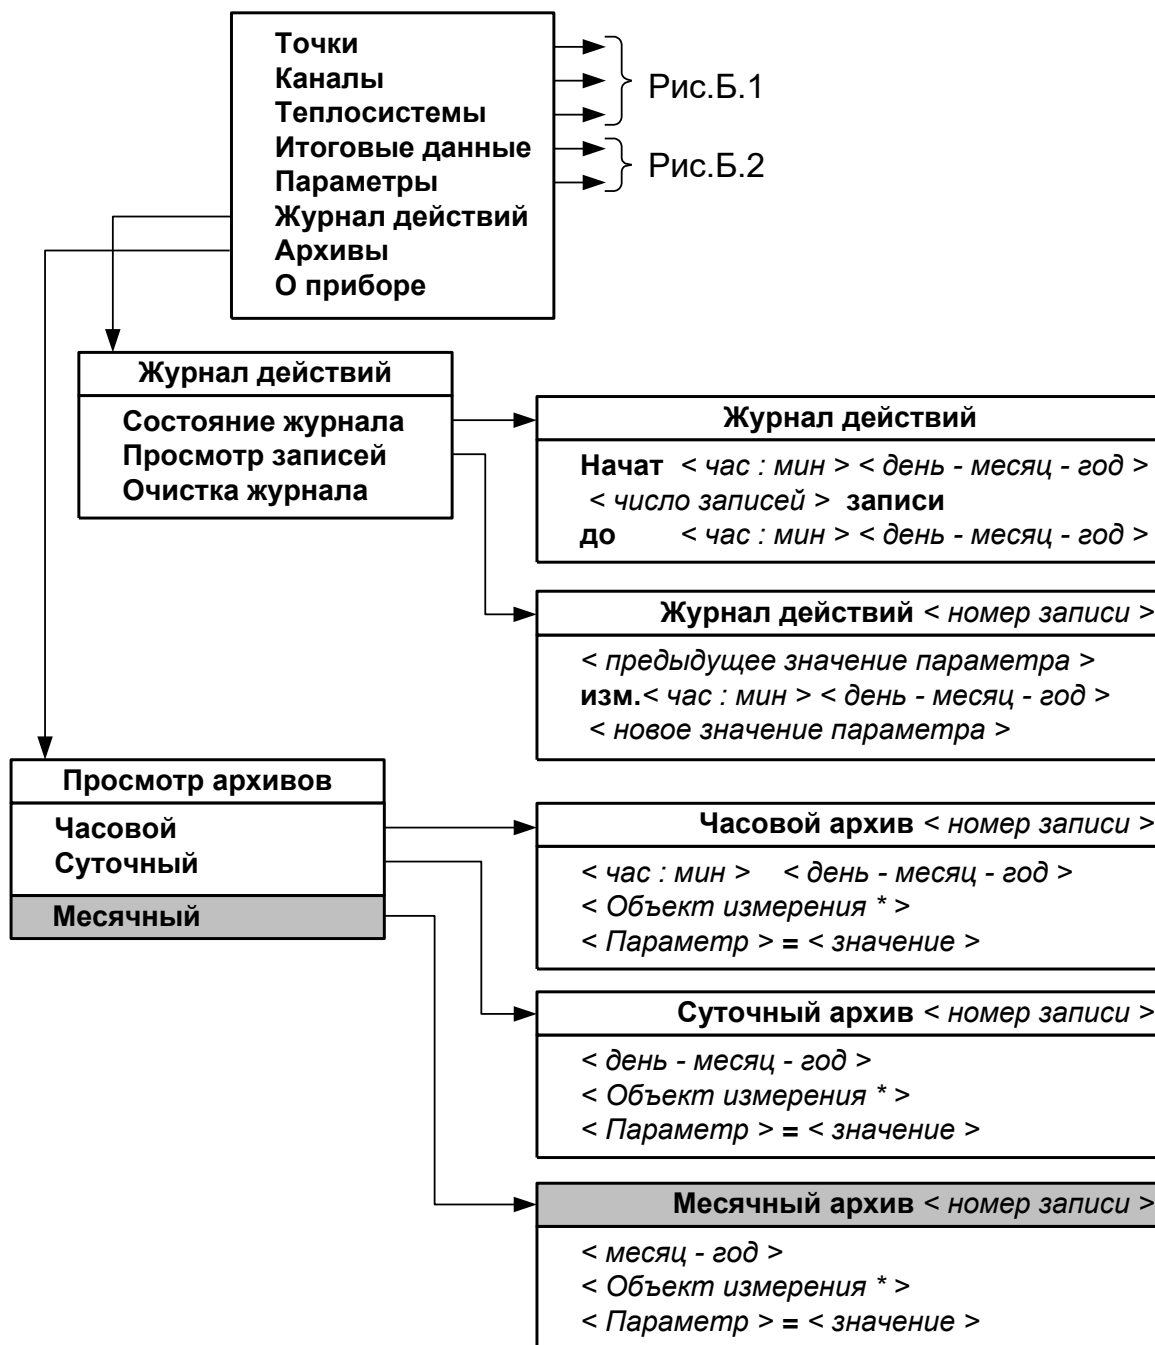 Точки
Каналы
Теплосистемы
Рис.Б.1
Итоговые данные
Параметры
Рис.Б.2
Журнал действий
Архивы
О приборе
Журнал действий
Состояние журнала
Просмотр записей
Очистка журнала
Журнал действий
Начат < час : мин > < день - месяц - год >
< число записей > записи
до < час : мин > < день - месяц - год >
Журнал действий < номер записи >
< предыдущее значение параметра >
изм.< час : мин > < день - месяц - год >
< новое значение параметра >
Просмотр архивов
Часовой
Суточный
Месячный
Часовой архив < номер записи >
< час : мин > < день - месяц - год >
< Объект измерения * >
< Параметр > = < значение >
Суточный архив < номер записи >
< день - месяц - год >
< Объект измерения * >
< Параметр > = < значение >
Месячный архив < номер записи >
< месяц - год >
< Объект измерения * >
< Параметр > = < значение >